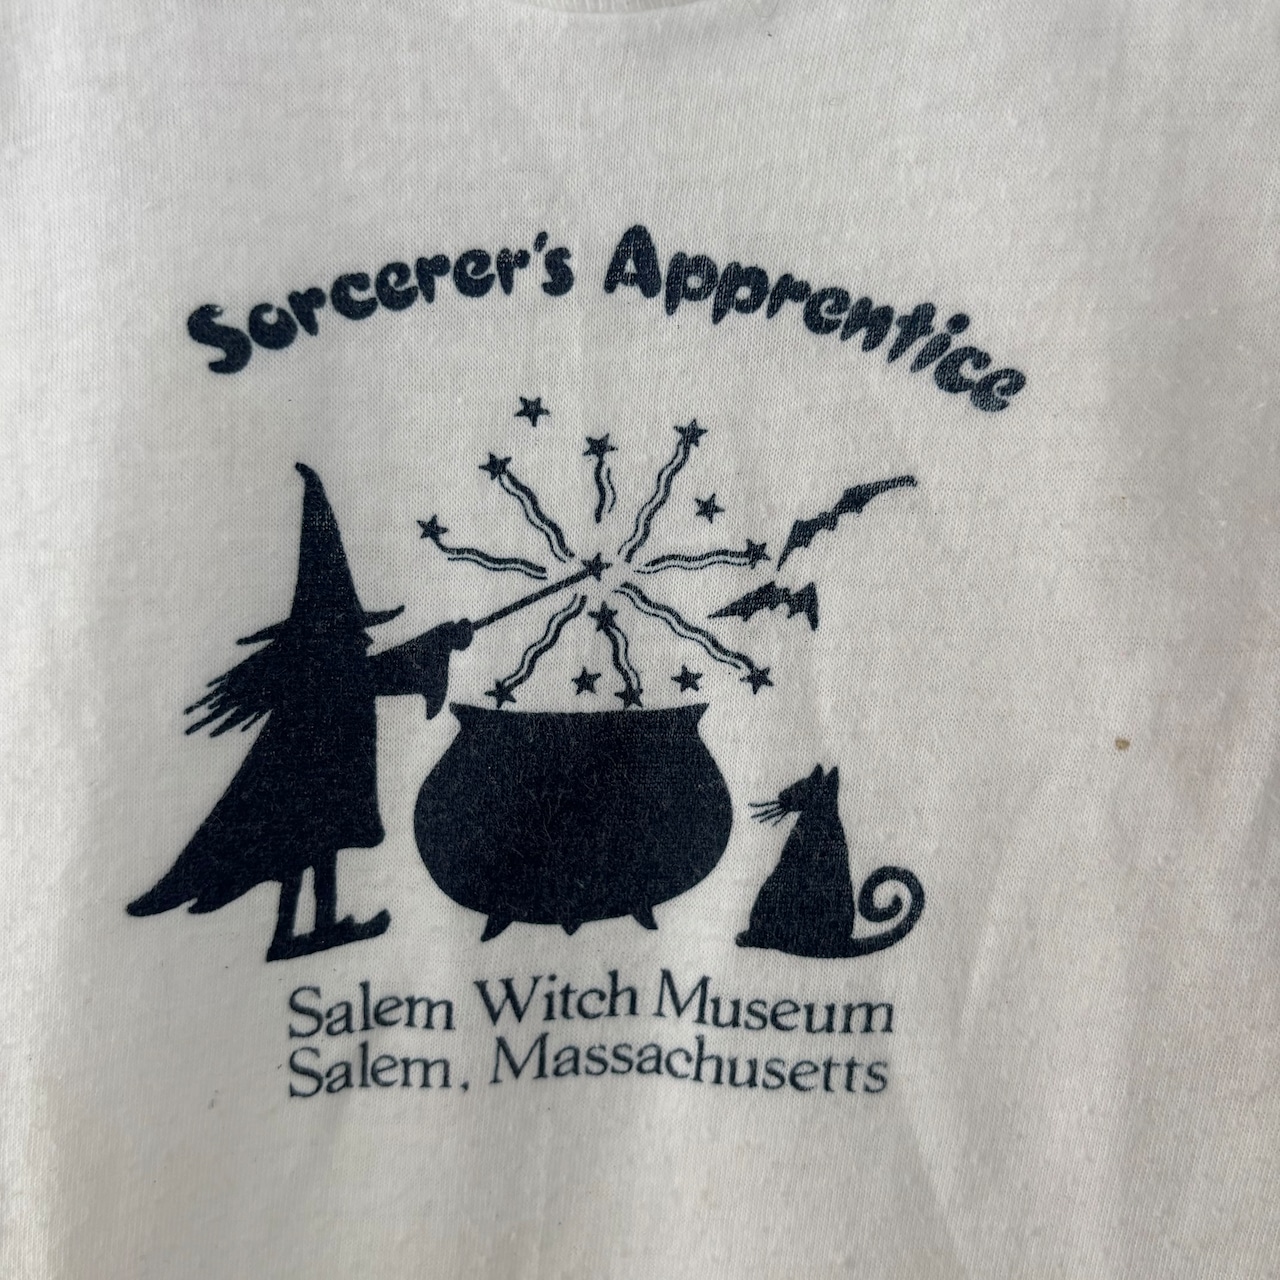 Sorcerer's Apprentice
Salem Witch Museum
Salem, Massachusetts